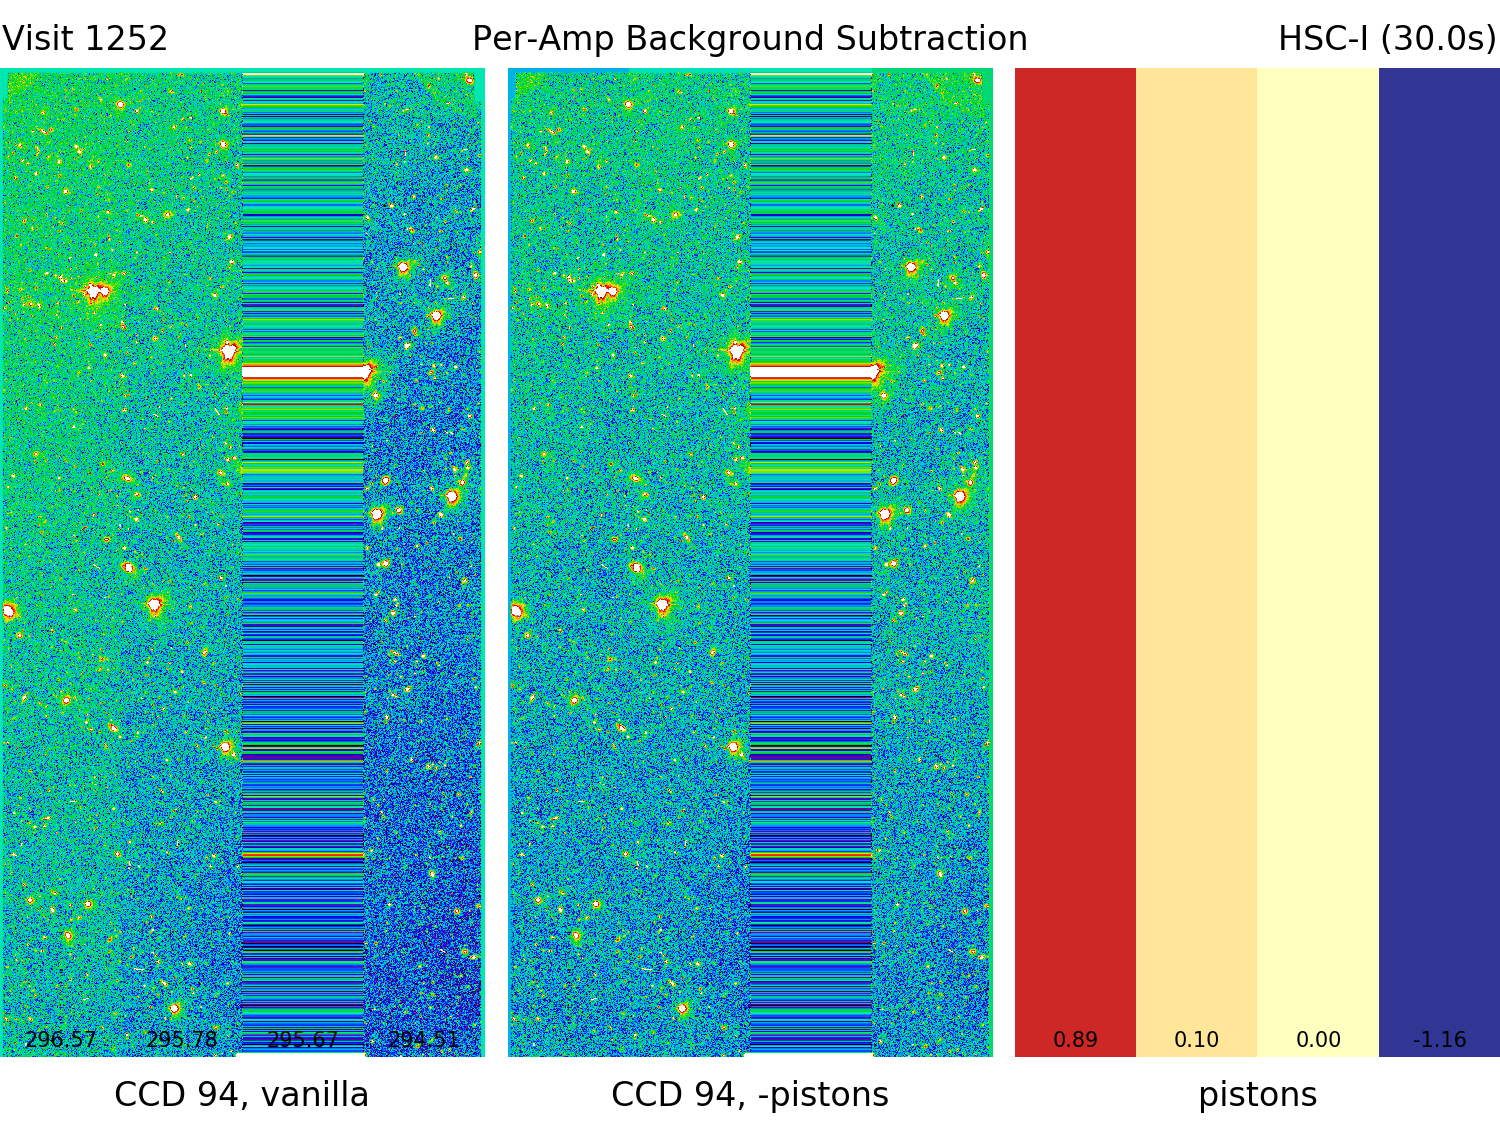 Visit 1252 Per-Amp Background Subtraction HSC-I (30.0s)
296.57 295.78 295.67 294.51 0.89 0.10 0.00 -1.16
CCD 94, vanilla CCD 94, -pistons pistons